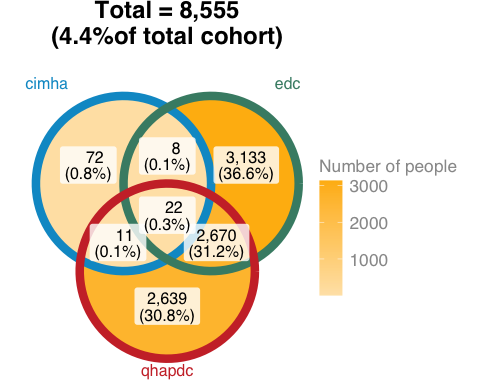 Total = 8,555
(4.4%of total cohort)
cimha
edc
72
(0.8%)
8
(0.1%)
3,133
(36.6%)
22
(0.3%)
11
(0.1%)
2,670
(31.2%)
2,639
(30.8%)
qhapdc
Number of people
3000
2000
1000